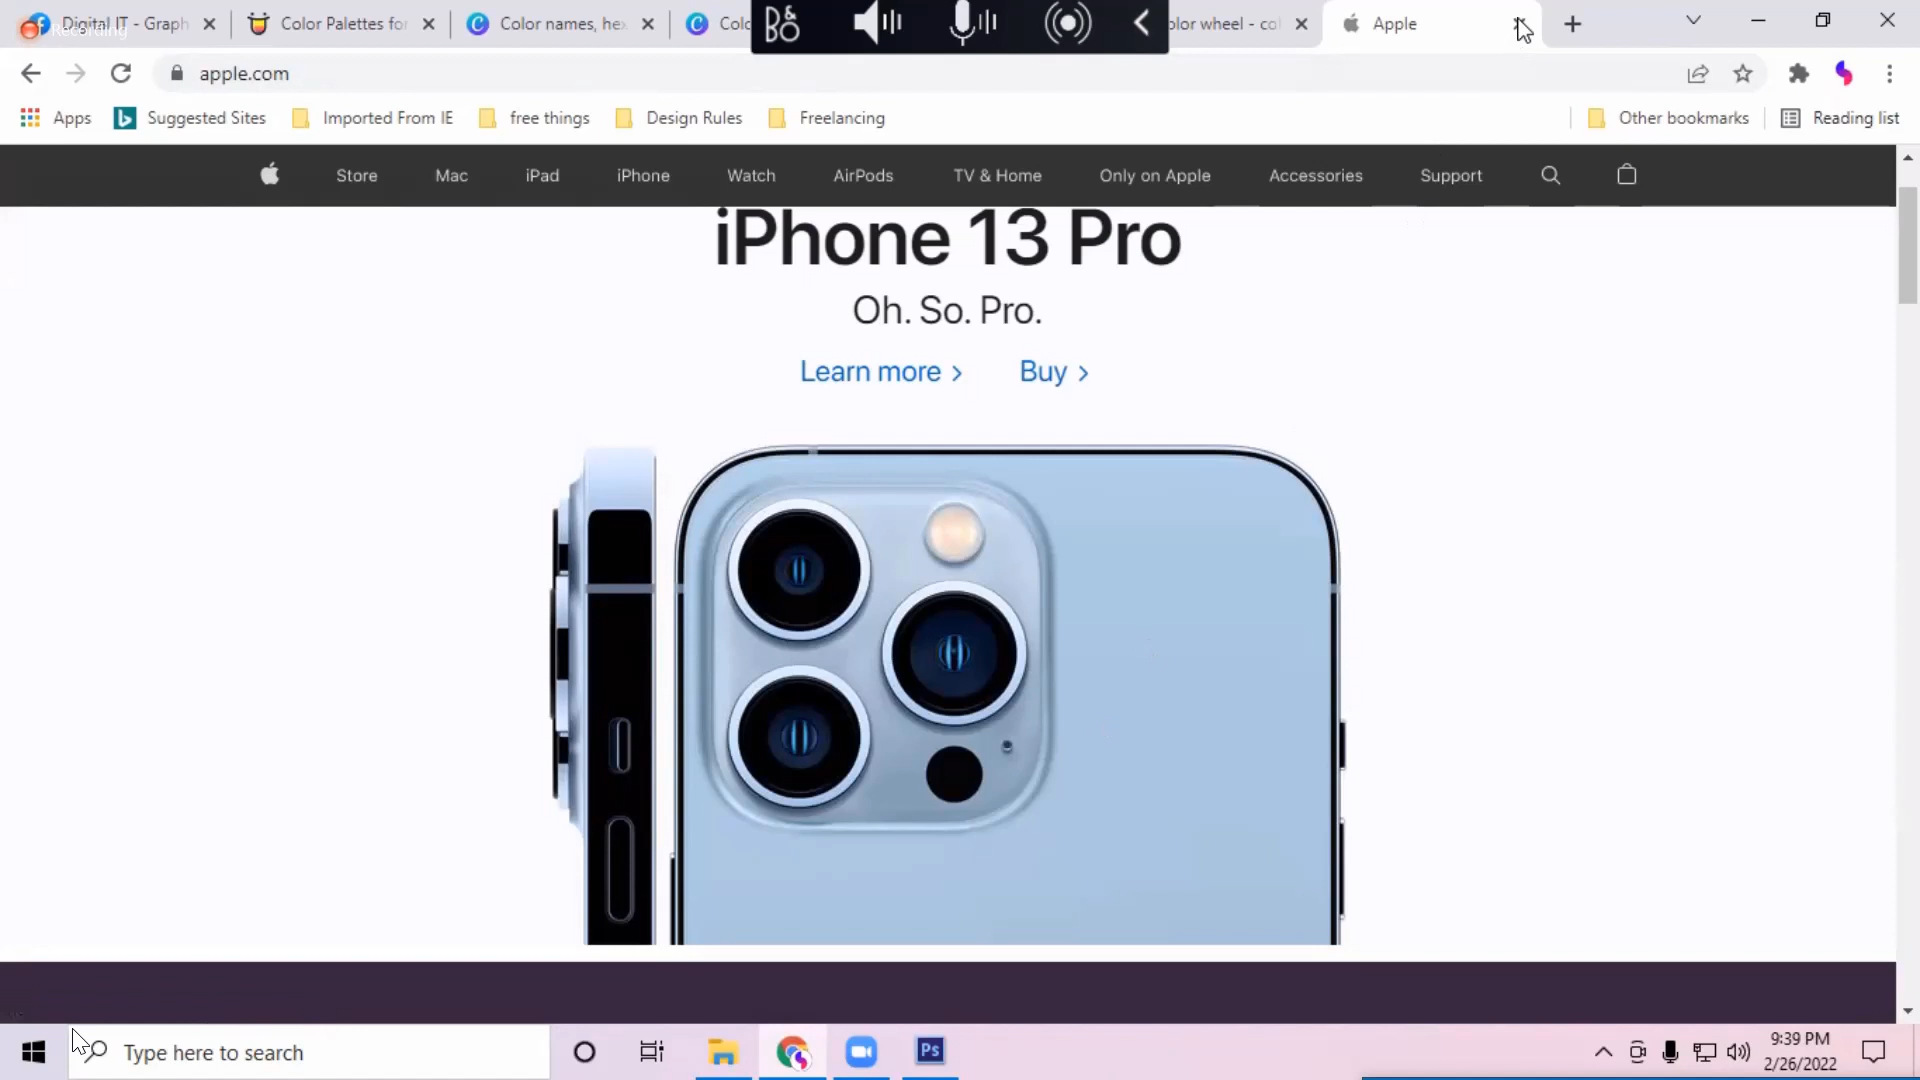 Recording
Digital IT - Graph
Color Palettes for
Color names, hex
Colo
B&O
olor wheel - col
Apple
apple.com
Apps
Suggested Sites
Imported From IE
free things
Design Rules
Freelancing
Other bookmarks
Reading list
Store
Mac
iPad
iPhone
Watch
AirPods
TV & Home
Only on Apple
Accessories
Support
iPhone 13 Pro
Oh. So. Pro.
Learn more >
Buy >
Type here to search
Ps
9:39 PM
2/26/2022